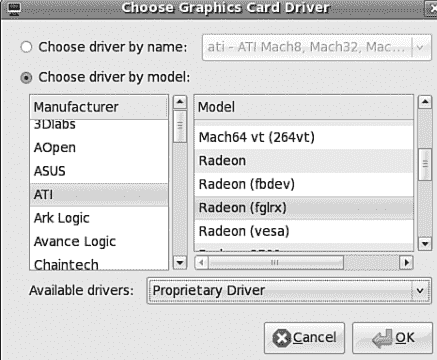 Choose Graphics Card Driver
Choose driver by name:
ati - ATI Mach8, Mach32, Mac...
Choose driver by model:
Manufacturer
3Dlabs
AOpen
ASUS
ATI
Ark Logic
Avance Logic
Chaintech
Model
Mach64 vt (264vt)
Radeon
Radeon (fbdev)
Radeon (fglrx)
Radeon (vesa)
Available drivers:
Proprietary Driver
Cancel
OK